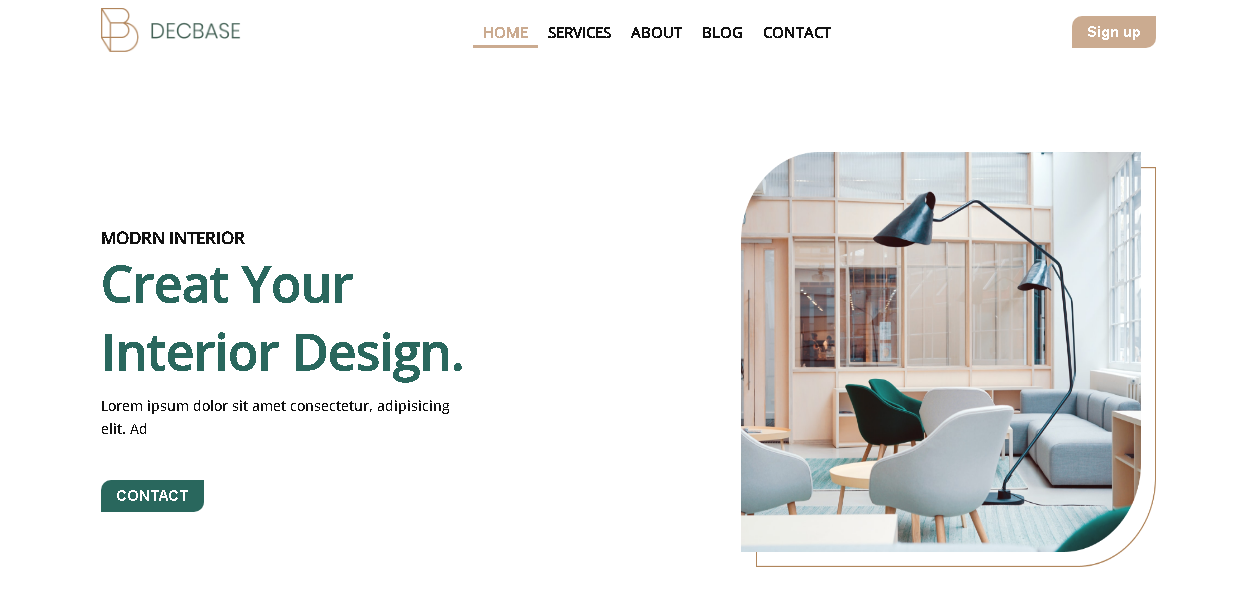 DECBASE
HOME SERVICES ABOUT BLOG CONTACT
Sign up
MODRN INTERIOR
Creat Your
Interior Design.
Lorem ipsum dolor sit amet consectetur, adipisicing
elit. Ad
CONTACT